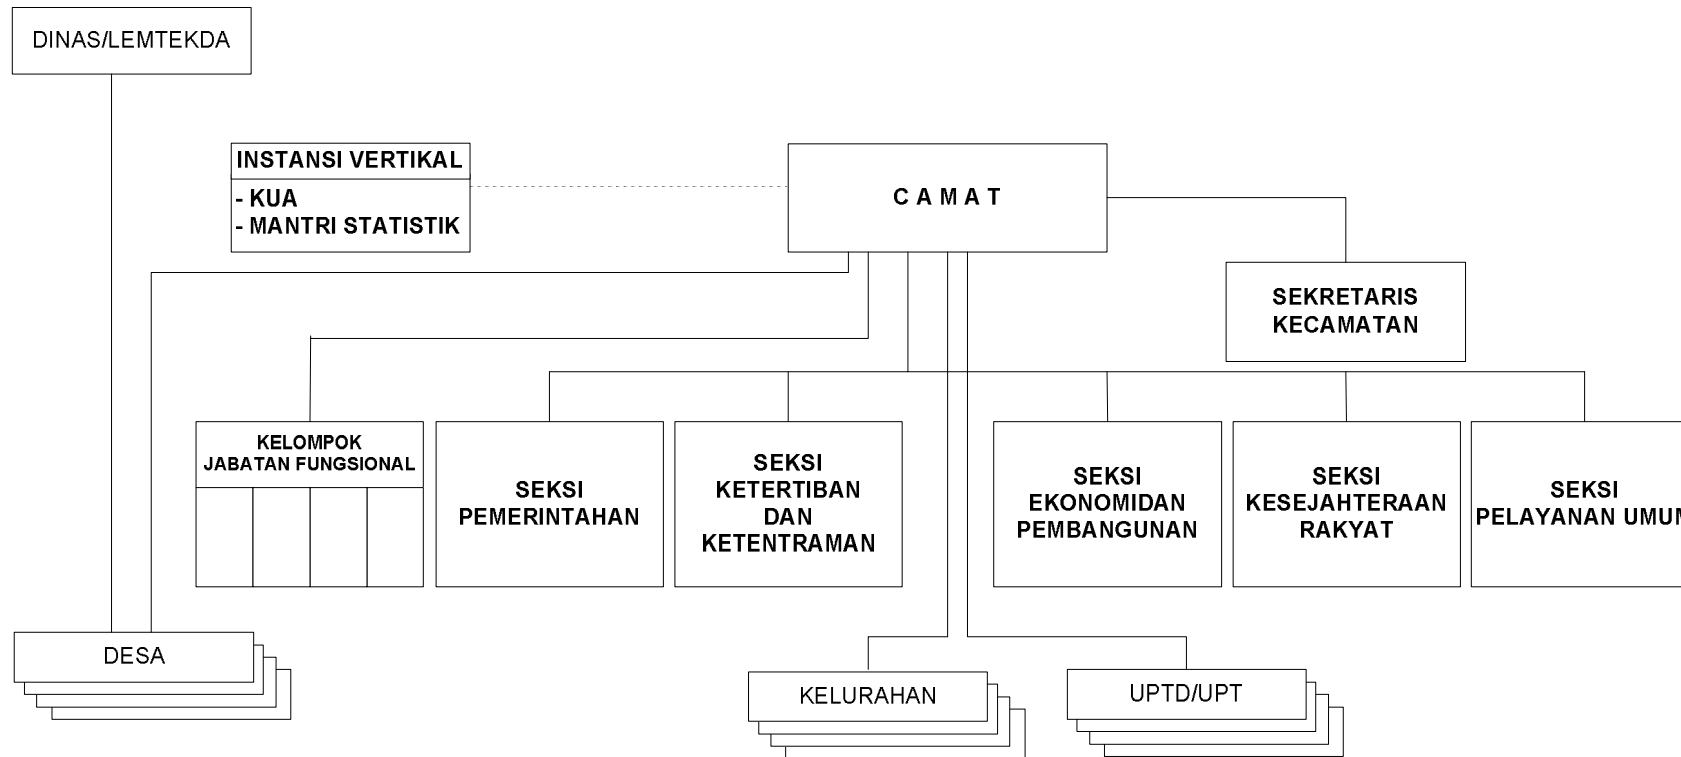 DINAS/LEMTEKDA
INSTANSI VERTIKAL
- KUA
- MANTRI STATISTIK
C A M A T
SEKRETARIS
KECAMATAN
KELOMPOK
JABATAN FUNGSIONAL
SEKSI
PEMERINTAHAN
SEKSI
KETERTIBAN
DAN
KETENTRAMAN
SEKSI
EKONOMIDAN
PEMBANGUNAN
SEKSI
KESEJAHTERAAN
RAKYAT
SEKSI
PELAYANAN UMUM
DESA
KELURAHAN
UPTD/UPT